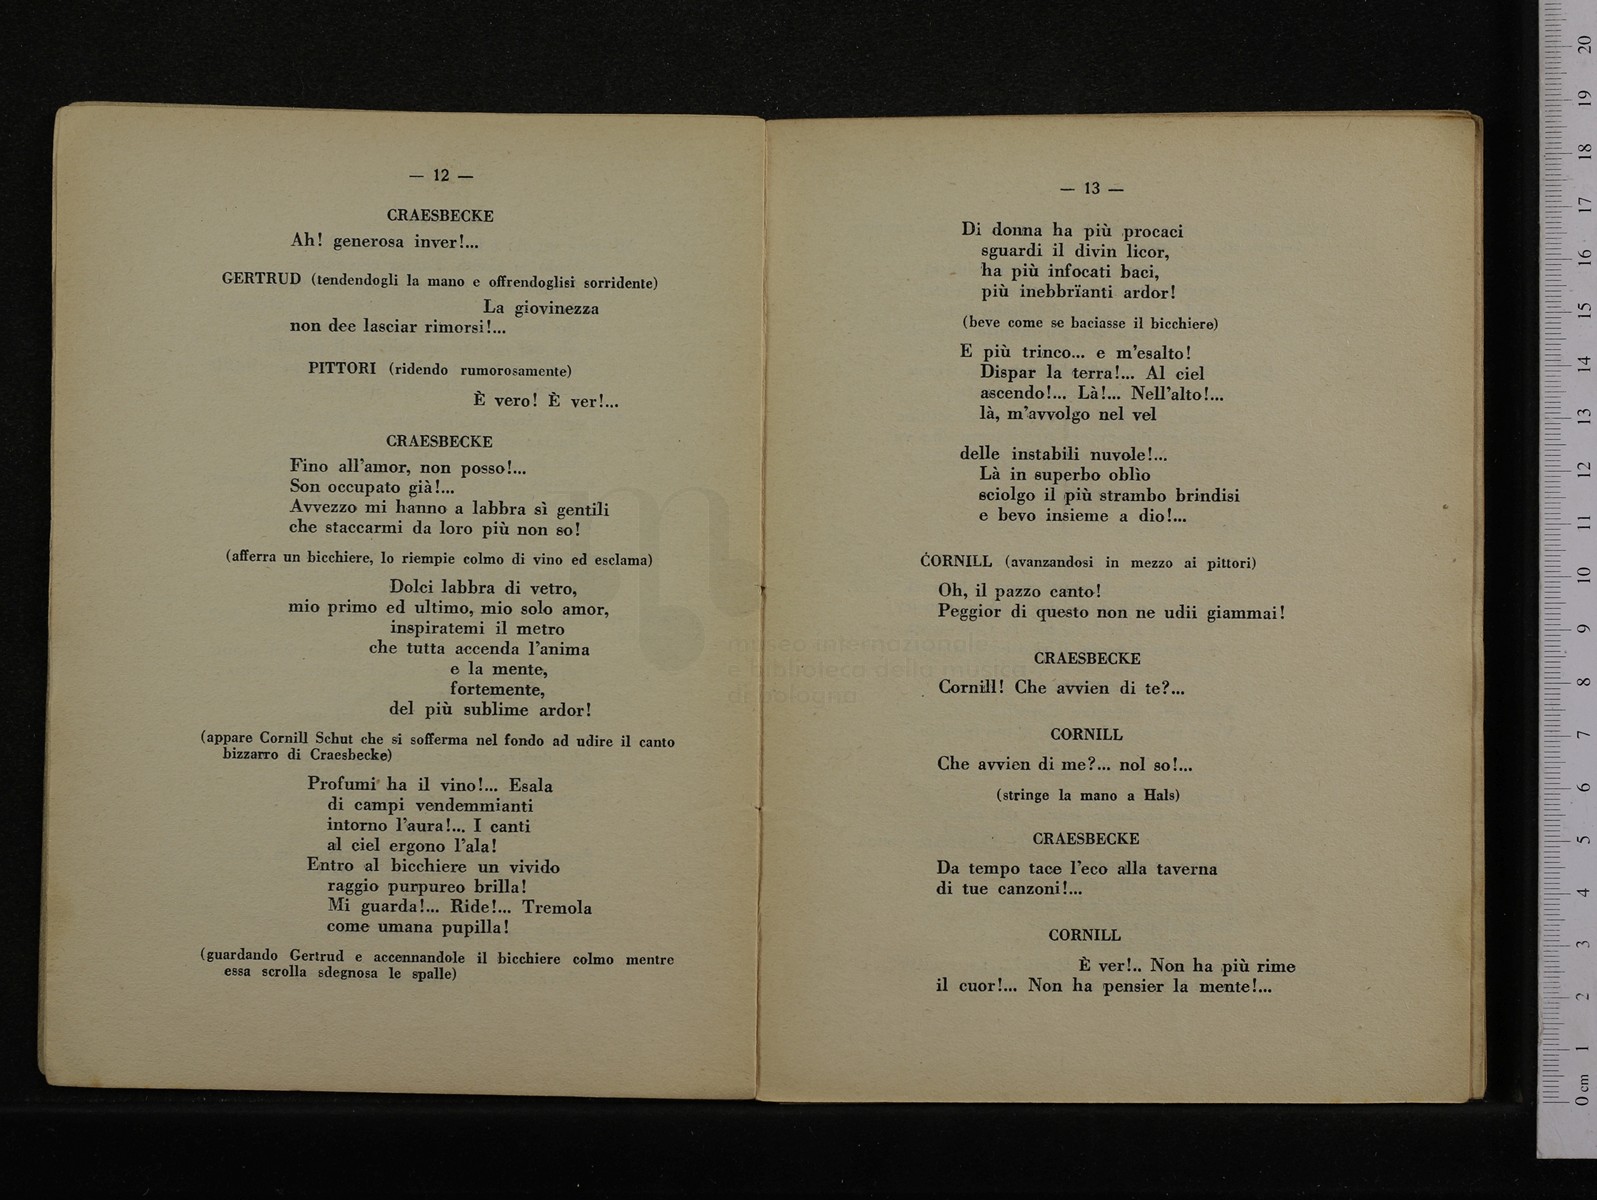 — 12 —
CRAESBECKE
Ah! generosa inver!...
GERTRUD (tendendogli la mano e offrendoglisi sorridente)
La giovinezza
non dee lasciar rimorsi!...
PITTORI (ridendo rumorosamente)
È vero! È ver!...
CRAESBECKE
Fino all'amor, non posso!...
Son occupato già!...
Avvezzo mi hanno a labbra sì gentili
che staccarmi da loro più non so!
(afferra un bicchiere, lo riempie colmo di vino ed esclama)
Dolci labbra di vetro,
mio primo ed ultimo, mio solo amor,
inspiratemi il metro
che tutta accenda l'anima
e la mente,
fortemente,
del più sublime ardor!
(appare Cornill Schut che si sofferma nel fondo ad udire il canto
bizzarro di Craesbecke)
Profumi ha il vino!... Esala
di campi vendemmianti
intorno l'aura!... I canti
al ciel ergono l'ala!
Entro al bicchiere un vivido
raggio purpureo brilla!
Mi guarda!... Ride!... Tremola
come umana pupilla!
(guardando Gertrud e accennandole il bicchiere colmo mentre
essa scrolla sdegnosa le spalle)
— 13 —
Di donna ha più procaci
sguardi il divin licor,
ha più infocati baci,
più inebbrïanti ardor!
(beve come se baciasse il bicchiere)
E più trinco... e m'esalto!
Dispar la terra!... Al ciel
ascendo!... Là!... Nell'alto!...
là, m'avvolgo nel vel
delle instabili nuvole!...
Là in superbo oblìo
sciolgo il più strambo brindisi
e bevo insieme a dio!...
CORNILL (avanzandosi in mezzo ai pittori)
Oh, il pazzo canto!
Peggior di questo non ne udii giammai!
CRAESBECKE
Cornill! Che avvien di te?...
CORNILL
Che avvien di me?... nol so!...
(stringe la mano a Hals)
CRAESBECKE
Da tempo tace l'eco alla taverna
di tue canzoni!...
CORNILL
È ver!.. Non ha più rime
il cuor!... Non ha pensier la mente!...
museo internazionale
e biblioteca della musica
di bologna
0 cm 1 2 3 4 5 6 7 8 9 10 11 12 13 14 15 16 17 18 19 20